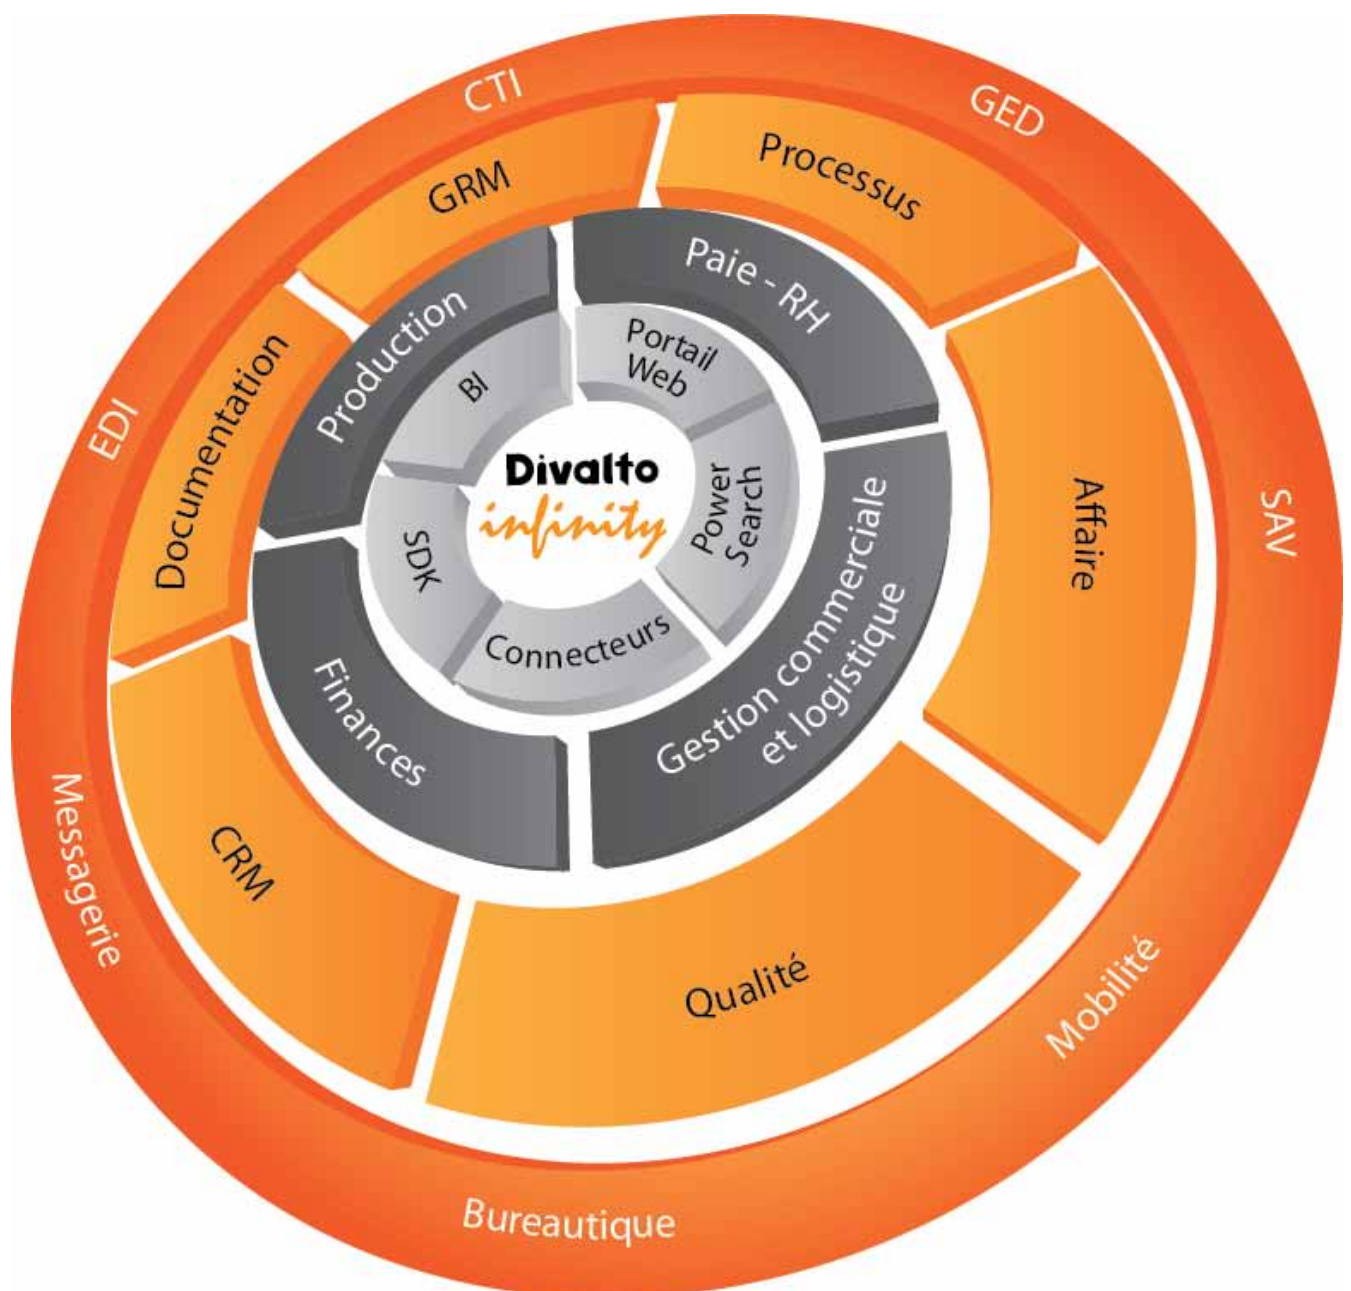 CTI
GED
SAV
Mobilité
Bureautique
Messagerie
EDI
GRM
Processus
Affaire
Qualité
CRM
Documentation
Production
Paie - RH
Gestion commerciale
et logistique
Finances
BI
Portail
Web
Power
Search
Connecteurs
SDK
Divalto
infinity